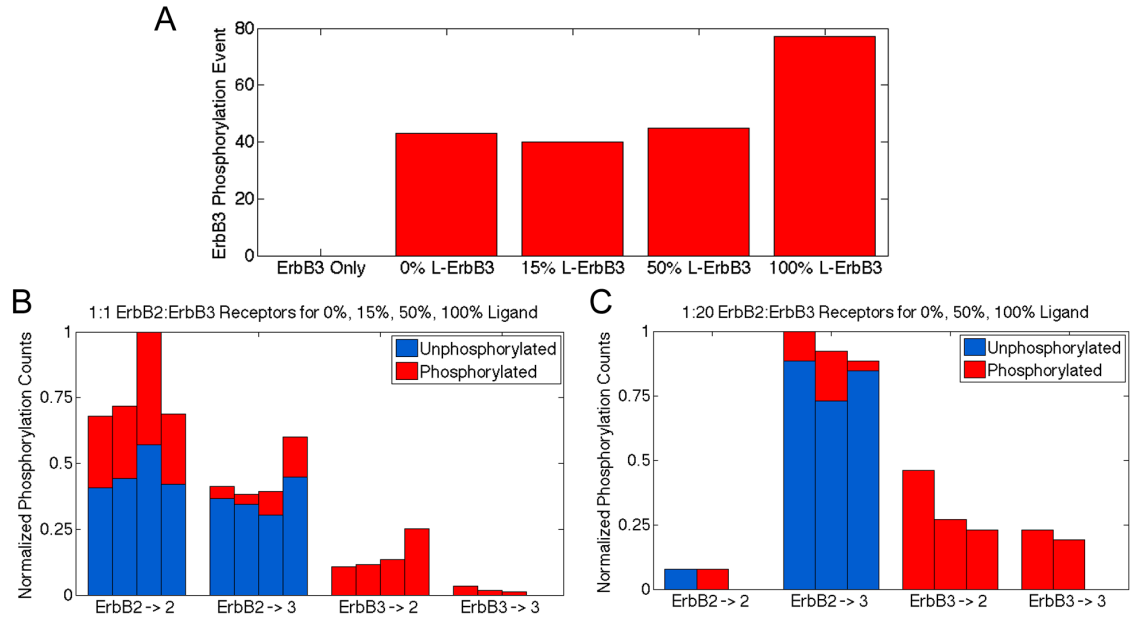 A
ErbB3 Phosphorylation Event
80
60
40
20
0
ErbB3 Only 0% L-ErbB3 15% L-ErbB3 50% L-ErbB3 100% L-ErbB3
B
1:1 ErbB2:ErbB3 Receptors for 0%, 15%, 50%, 100% Ligand
Normalized Phosphorylation Counts
1
0.75
0.5
0.25
0
Unphosphorylated
Phosphorylated
ErbB2 -> 2 ErbB2 -> 3 ErbB3 -> 2 ErbB3 -> 3
C
1:20 ErbB2:ErbB3 Receptors for 0%, 50%, 100% Ligand
Normalized Phosphorylation Counts
1
0.75
0.5
0.25
0
Unphosphorylated
Phosphorylated
ErbB2 -> 2 ErbB2 -> 3 ErbB3 -> 2 ErbB3 -> 3